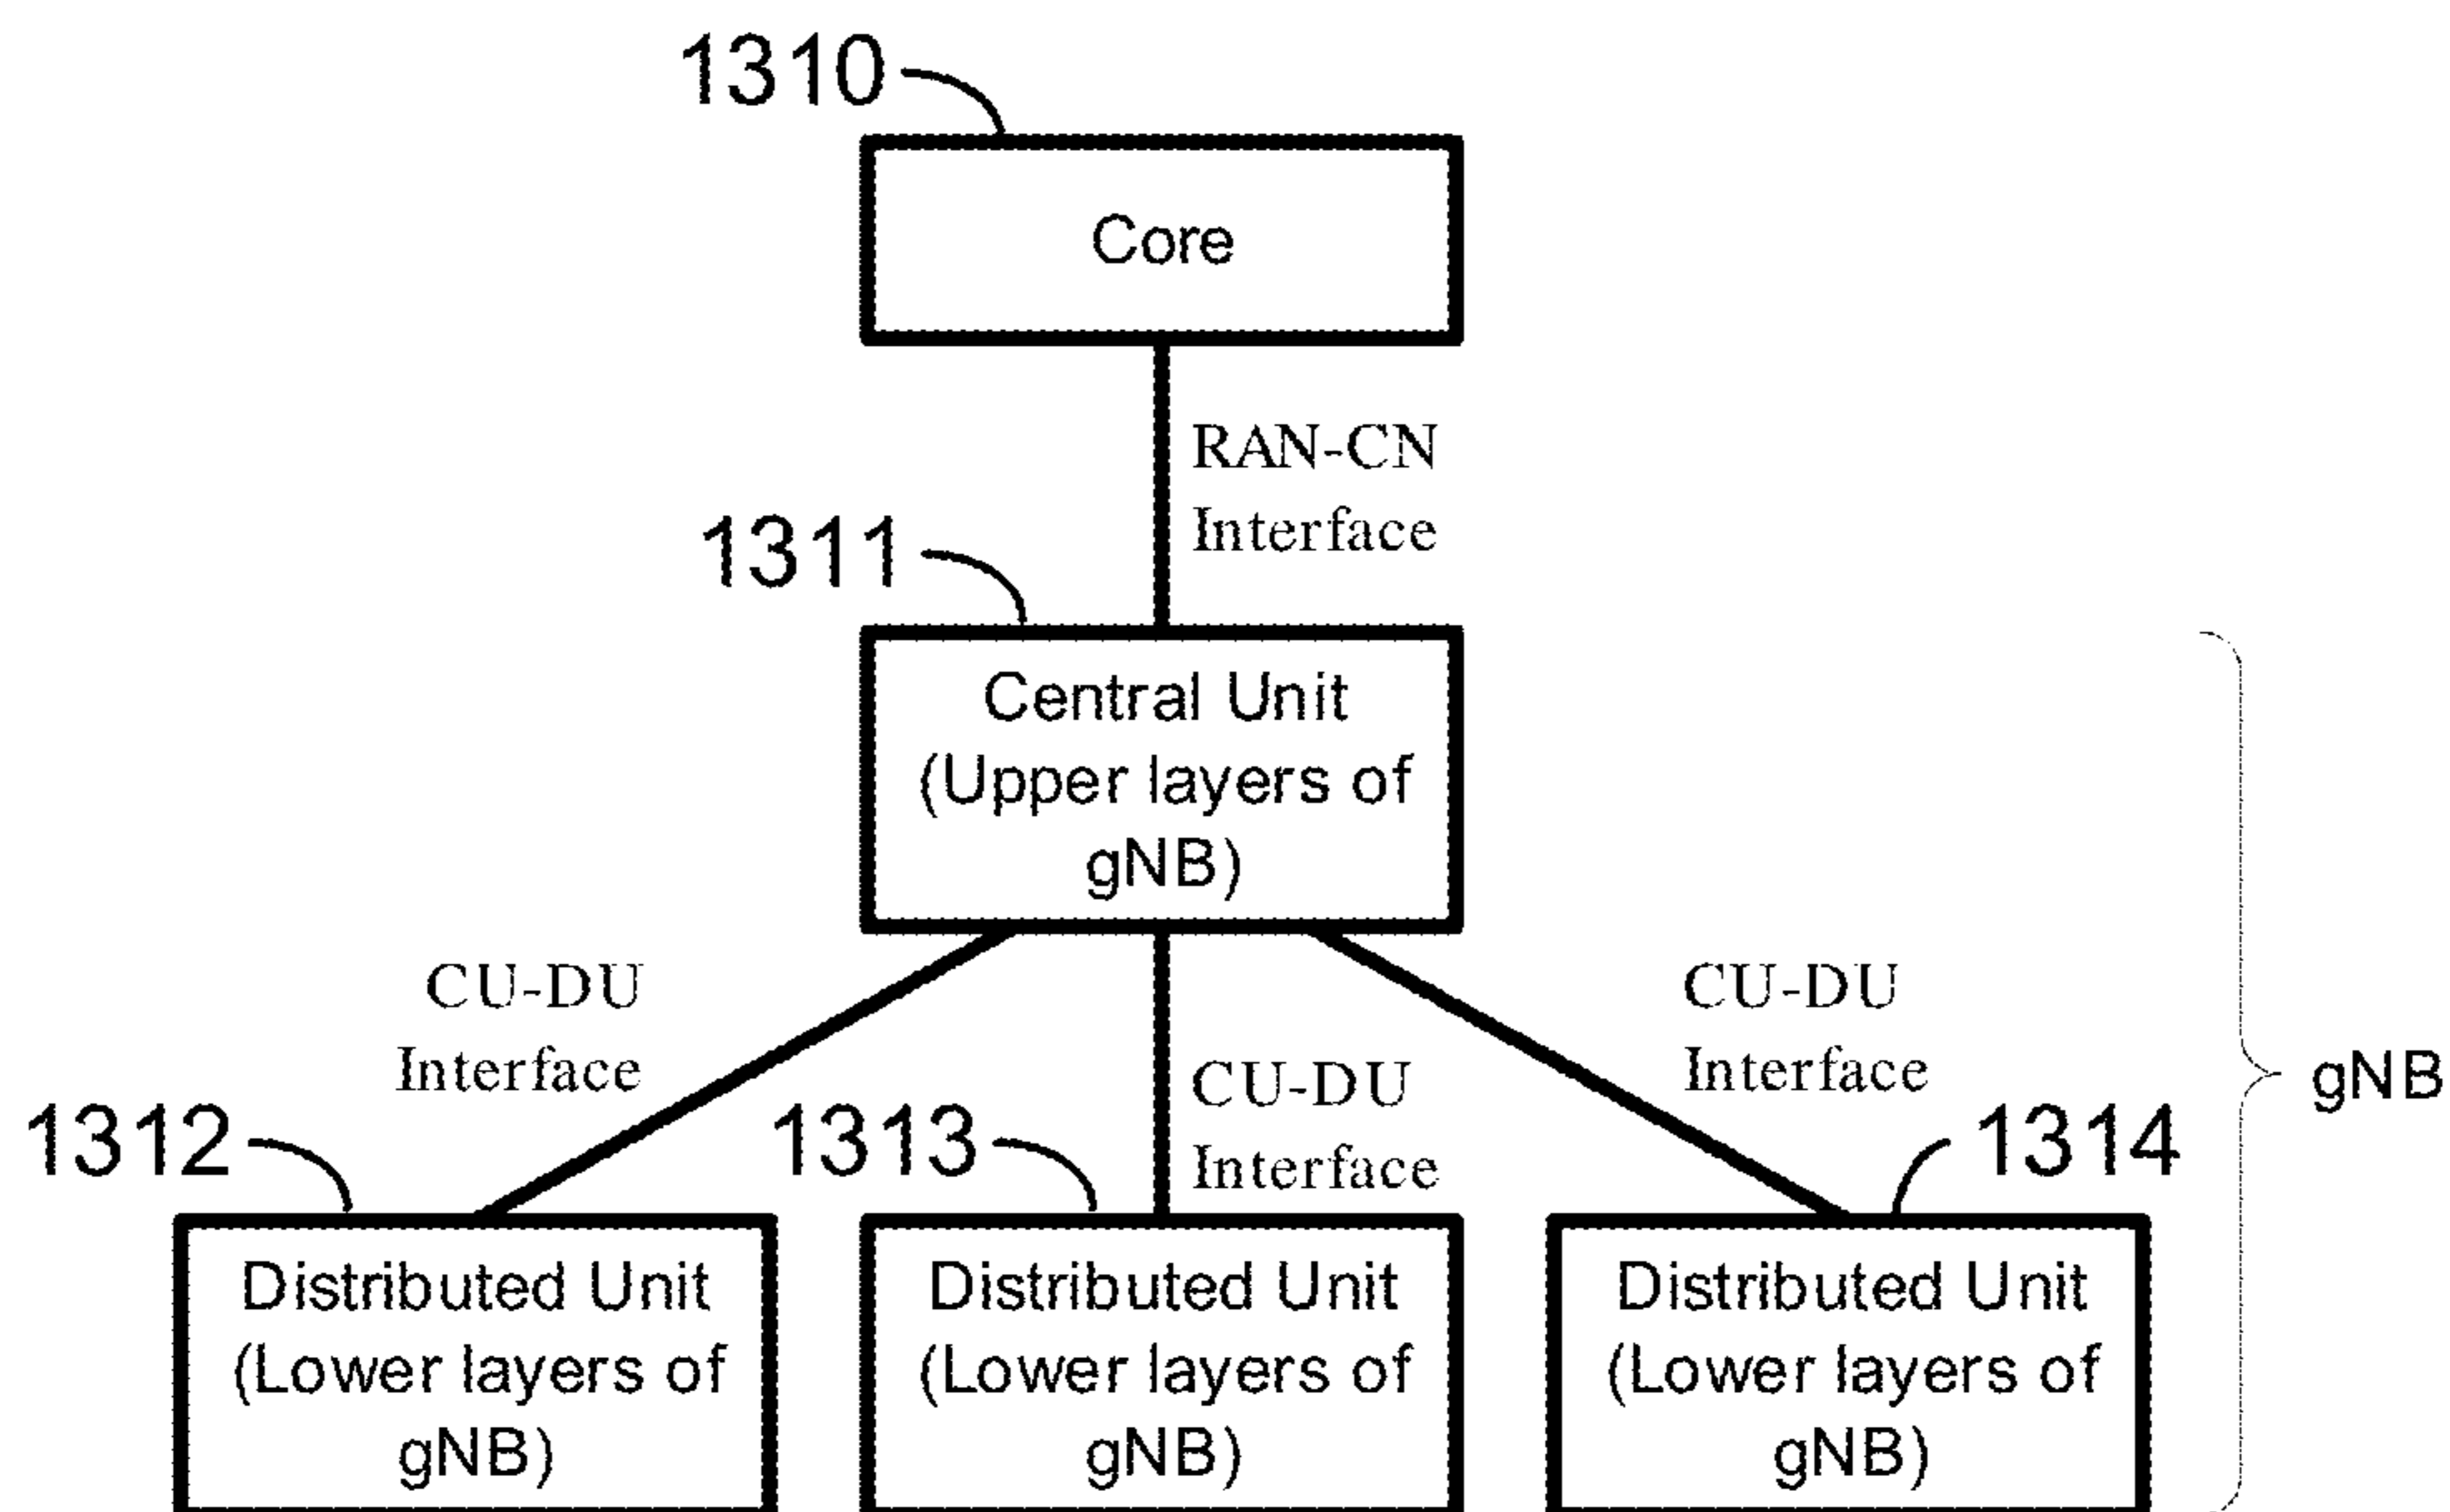 1310
Core
RAN-CN
Interface
1311
Central Unit
(Upper layers of
gNB)
CU-DU
Interface
CU-DU
Interface
CU-DU
Interface
gNB
1312
1313
1314
Distributed Unit
(Lower layers of
gNB)
Distributed Unit
(Lower layers of
gNB)
Distributed Unit
(Lower layers of
gNB)